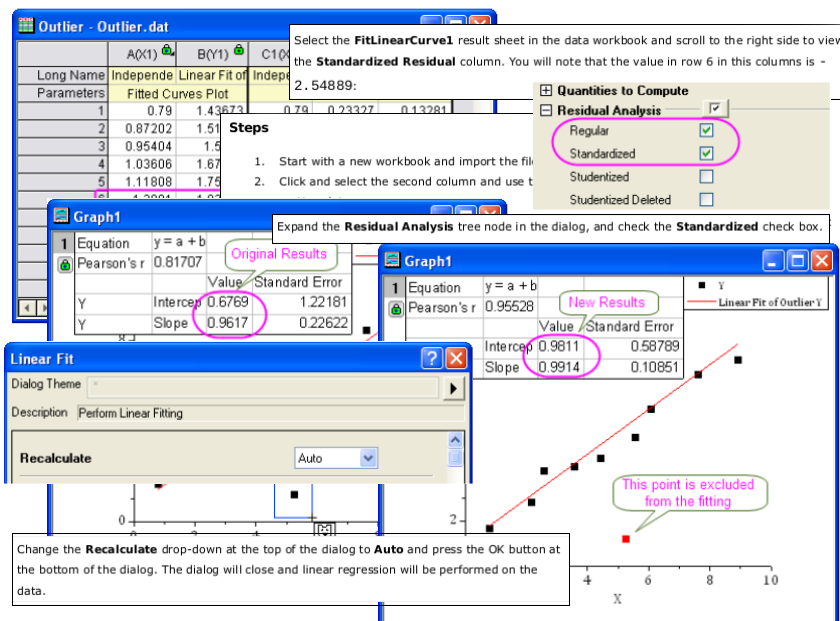 Outlier - Outlier.dat
A(X1) B(Y1) C1(X
Long Name Independe Linear Fit of Indepe
Parameters Fitted Curves Plot
1 0.79 1.43673 0.79 0.23327 0.13281
2 0.87202 1.51
3 0.95404 1.5
4 1.03606 1.67
5 1.11808 1.75
Select the FitLinearCurve1 result sheet in the data workbook and scroll to the right side to view
the Standardized Residual column. You will note that the value in row 6 in this columns is -
2.54889:
Quantities to Compute
Residual Analysis
Regular
Standardized
Studentized
Studentized Deleted
Steps
1. Start with a new workbook and import the fil
2. Click and select the second column and use t
Expand the Residual Analysis tree node in the dialog, and check the Standardized check box.
Graph1
1 Equation y = a + b
Pearson's r 0.81707
Value Standard Error
Y Intercep 0.6769 1.22181
Y Slope 0.9617 0.22622
Original Results
Graph1
1 Equation y = a + b
Pearson's r 0.95528
Value Standard Error
Intercep 0.9811 0.58789
Slope 0.9914 0.10851
New Results
Y
Linear Fit of Outlier Y
This point is excluded
from the fitting
2
4 6 8 10
X
Linear Fit
Dialog Theme *
Description Perform Linear Fitting
Recalculate Auto
0
Change the Recalculate drop-down at the top of the dialog to Auto and press the OK button at
the bottom of the dialog. The dialog will close and linear regression will be performed on the
data.